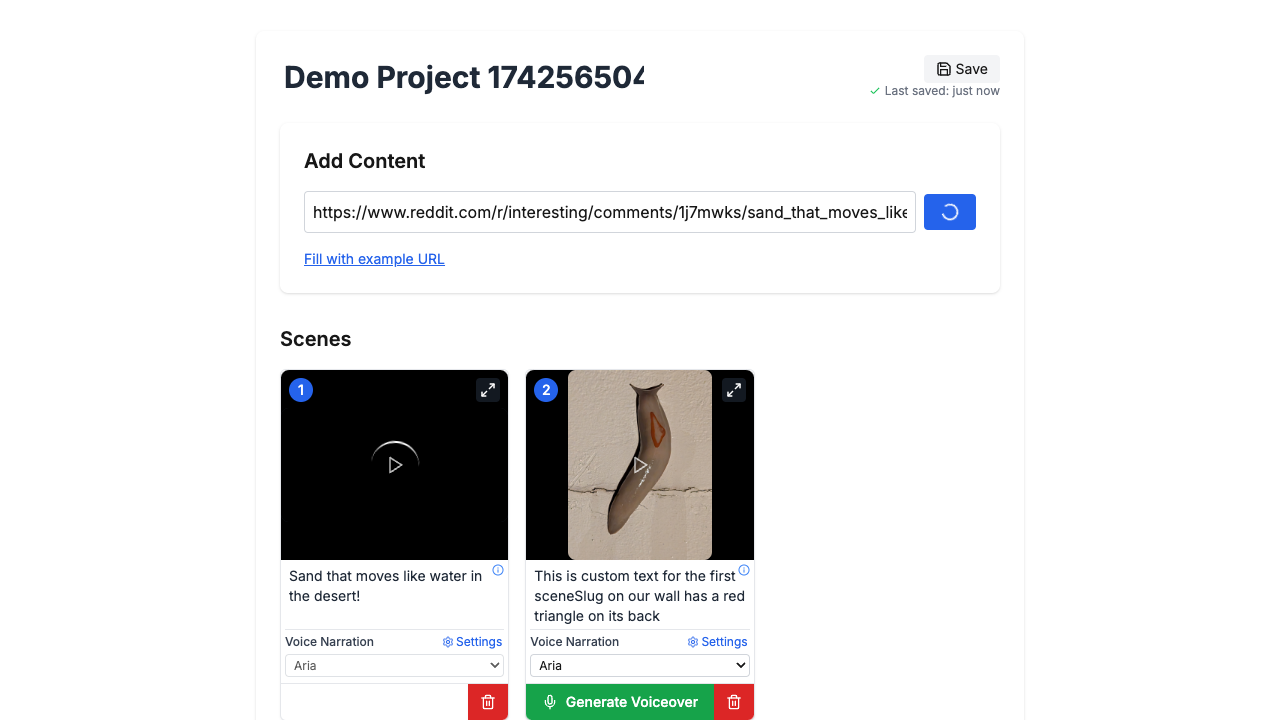 Demo Project 174256504
Save
Last saved: just now
Add Content
https://www.reddit.com/r/interesting/comments/1j7mwks/sand_that_moves_like
Fill with example URL
Scenes
1
2
Sand that moves like water in
the desert!
This is custom text for the first
sceneSlug on our wall has a red
triangle on its back
Voice Narration
Settings
Voice Narration
Settings
Aria
Aria
Generate Voiceover